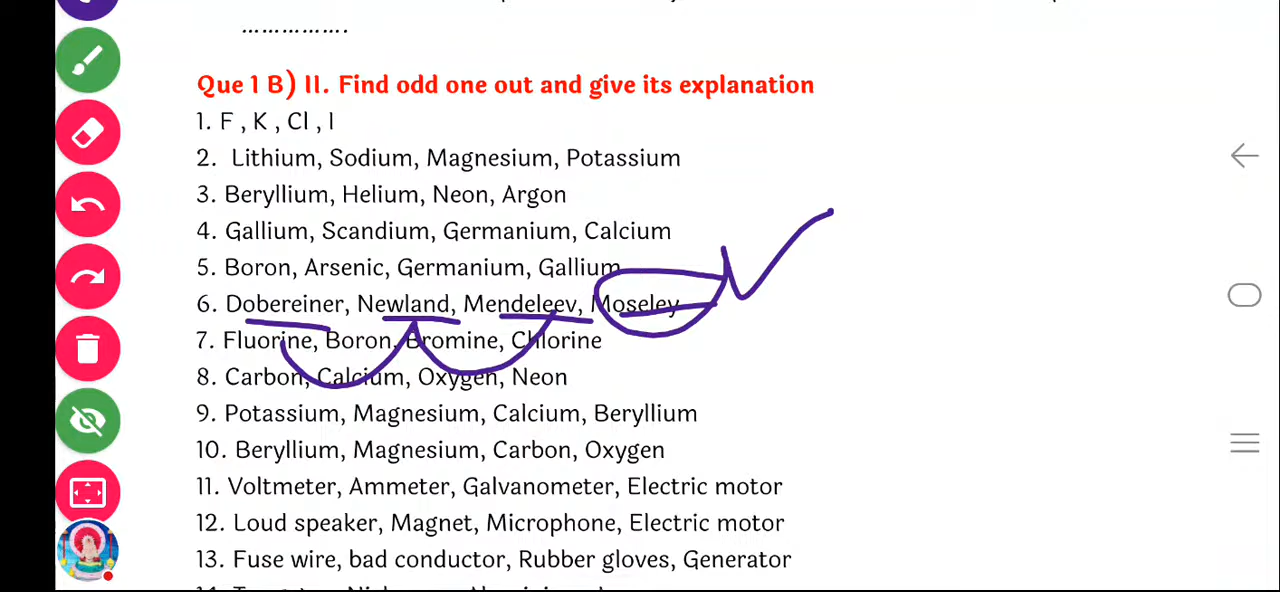 …………….
Que 1 B) II. Find odd one out and give its explanation
1. F , K , Cl , I
2. Lithium, Sodium, Magnesium, Potassium
3. Beryllium, Helium, Neon, Argon
4. Gallium, Scandium, Germanium, Calcium
5. Boron, Arsenic, Germanium, Gallium
6. Dobereiner, Newland, Mendeleev, Moseley
7. Fluorine, Boron, Bromine, Chlorine
8. Carbon, Calcium, Oxygen, Neon
9. Potassium, Magnesium, Calcium, Beryllium
10. Beryllium, Magnesium, Carbon, Oxygen
11. Voltmeter, Ammeter, Galvanometer, Electric motor
12. Loud speaker, Magnet, Microphone, Electric motor
13. Fuse wire, bad conductor, Rubber gloves, Generator